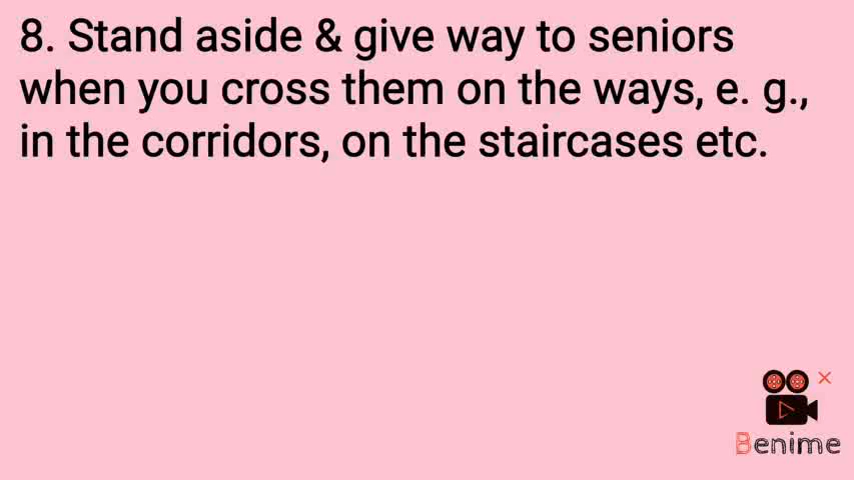 8. Stand aside & give way to seniors
when you cross them on the ways, e. g.,
in the corridors, on the staircases etc.
Benime